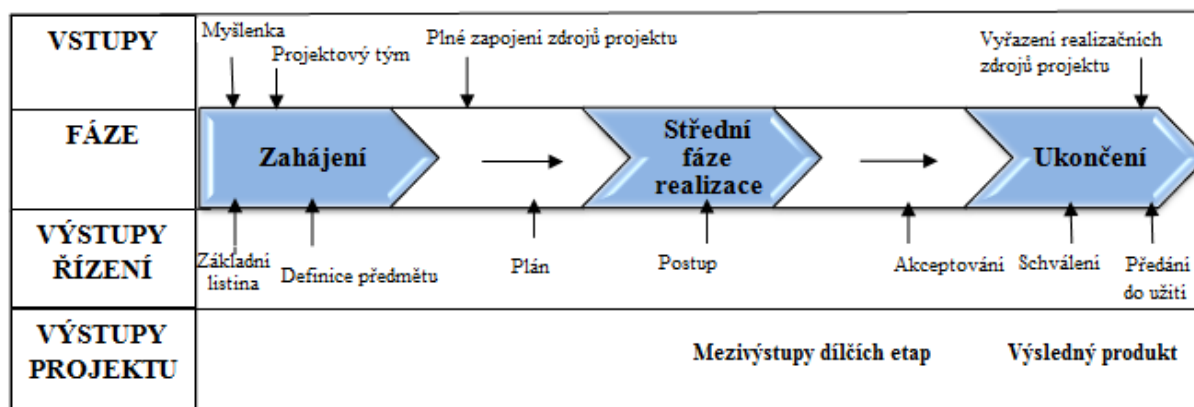 VSTUPY
Myšlenka
Projektový tým
Plné zapojení zdrojů projektu
Vyřazení realizačních
zdrojů projektu
FÁZE
Zahájení
Střední
fáze
realizace
Ukončení
VÝSTUPY
ŘÍZENÍ
Základní
listina
Definice předmětu
Plán
Postup
Akceptování
Schválení
Předání
do užití
VÝSTUPY
PROJEKTU
Mezivýstupy dílčích etap
Výsledný produkt